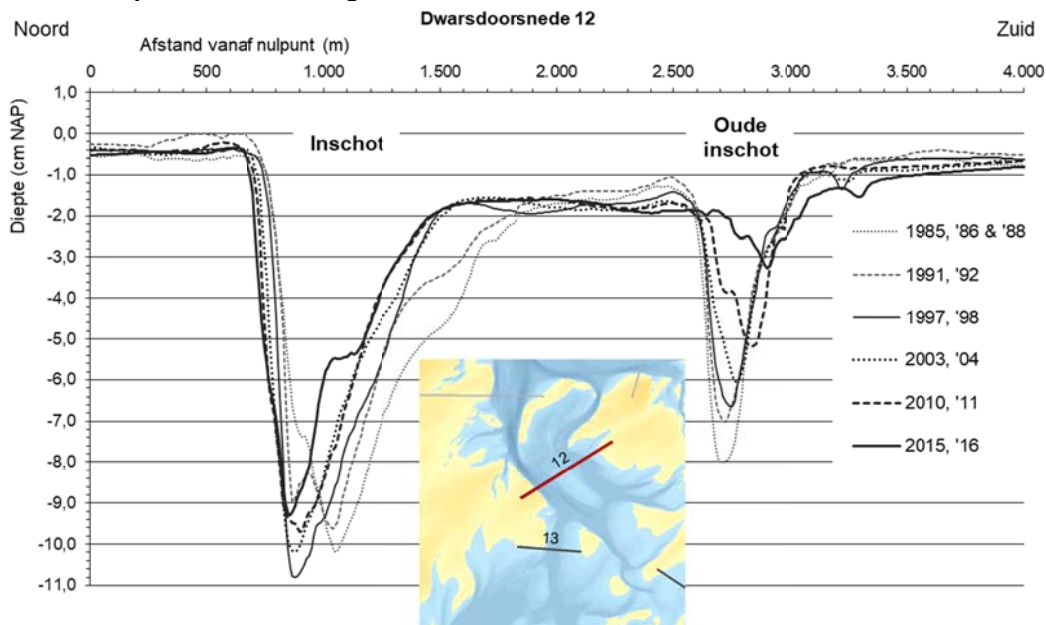 Dwarsdoorsnede 12
Noord
Zuid
Afstand vanaf nulpunt (m)
0 500 1.000 1.500 2.000 2.500 3.000 3.500 4.000
Diepte (cm NAP)
1,0
0,0
-1,0
-2,0
-3,0
-4,0
-5,0
-6,0
-7,0
-8,0
-9,0
-10,0
-11,0
Inschot
Oude
inschot
1985, '86 & '88
1991, '92
1997, '98
2003, '04
2010, '11
2015, '16
12
13